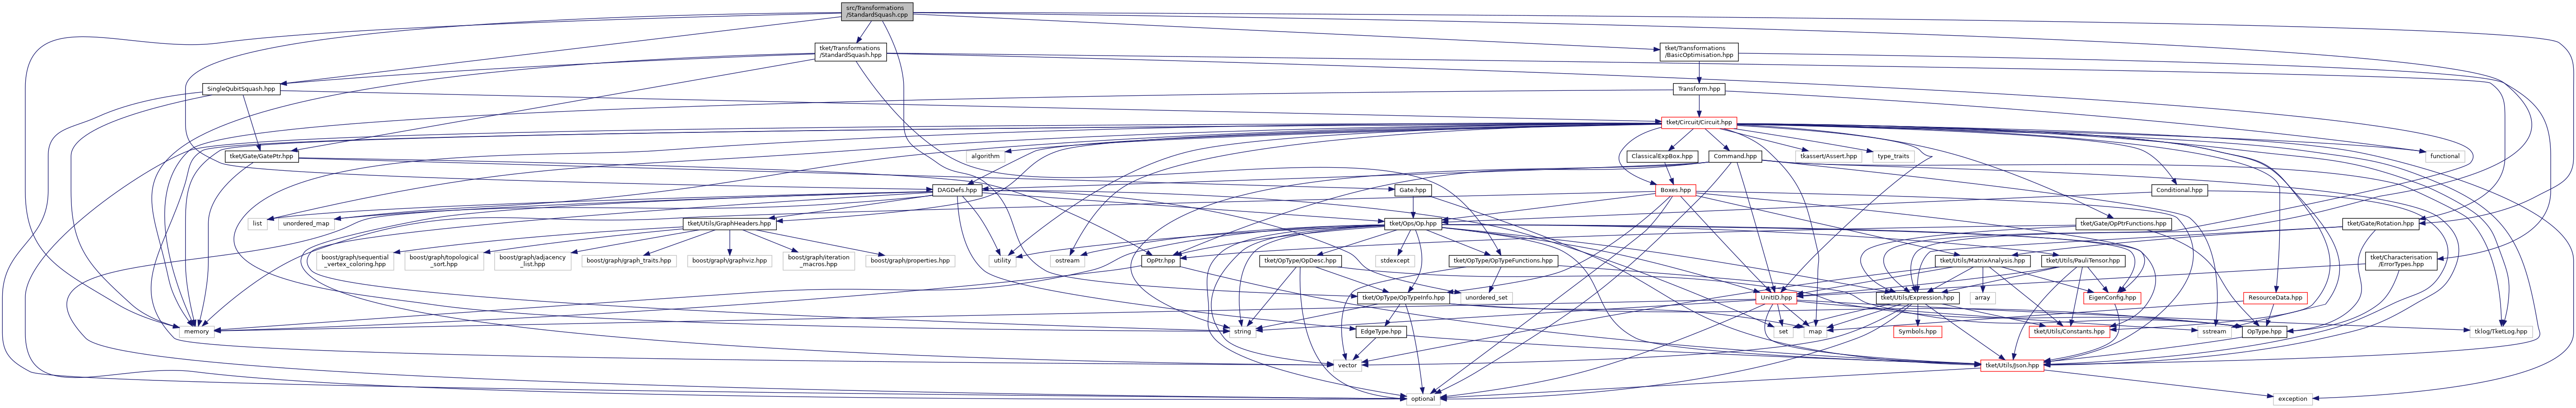 src/Transformations
/StandardSquash.cpp
tket/Transformations
/StandardSquash.hpp
tket/Transformations
/BasicOptimisation.hpp
SingleQubitSquash.hpp
Transform.hpp
tket/Circuit/Circuit.hpp
tket/Gate/GatePtr.hpp
algorithm
ClassicalExpBox.hpp
Command.hpp
tkassert/Assert.hpp
type_traits
functional
DAGDefs.hpp
Gate.hpp
Boxes.hpp
Conditional.hpp
list
unordered_map
tket/Utils/GraphHeaders.hpp
tket/Ops/Op.hpp
tket/Gate/OpPtrFunctions.hpp
tket/Gate/Rotation.hpp
boost/graph/sequential
_vertex_coloring.hpp
boost/graph/topological
_sort.hpp
boost/graph/adjacency
_list.hpp
boost/graph/graph_traits.hpp
boost/graph/graphviz.hpp
boost/graph/iteration
_macros.hpp
boost/graph/properties.hpp
utility
ostream
OpPtr.hpp
tket/OpType/OpDesc.hpp
stdexcept
tket/OpType/OpTypeFunctions.hpp
tket/Utils/MatrixAnalysis.hpp
tket/Utils/PauliTensor.hpp
tket/Characterisation
/ErrorTypes.hpp
tket/OpType/OpTypeInfo.hpp
unordered_set
UnitID.hpp
tket/Utils/Expression.hpp
array
EigenConfig.hpp
ResourceData.hpp
memory
string
EdgeType.hpp
set
map
Symbols.hpp
tket/Utils/Constants.hpp
sstream
OpType.hpp
tklog/TketLog.hpp
vector
tket/Utils/Json.hpp
optional
exception